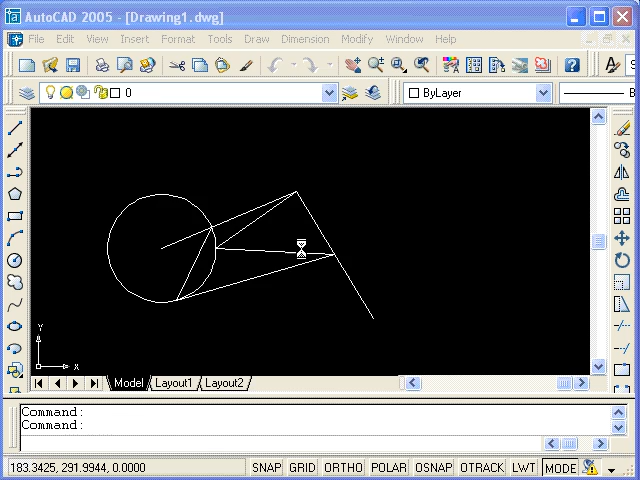 AutoCAD 2005 - [Drawing1.dwg]
File Edit View Insert Format Tools Draw Dimension Modify Window Help
0 ByLayer
Y
X
Model Layout1 Layout2
Command:
Command:
183.3425, 291.9944, 0.0000 SNAP GRID ORTHO POLAR OSNAP OTRACK LWT MODE